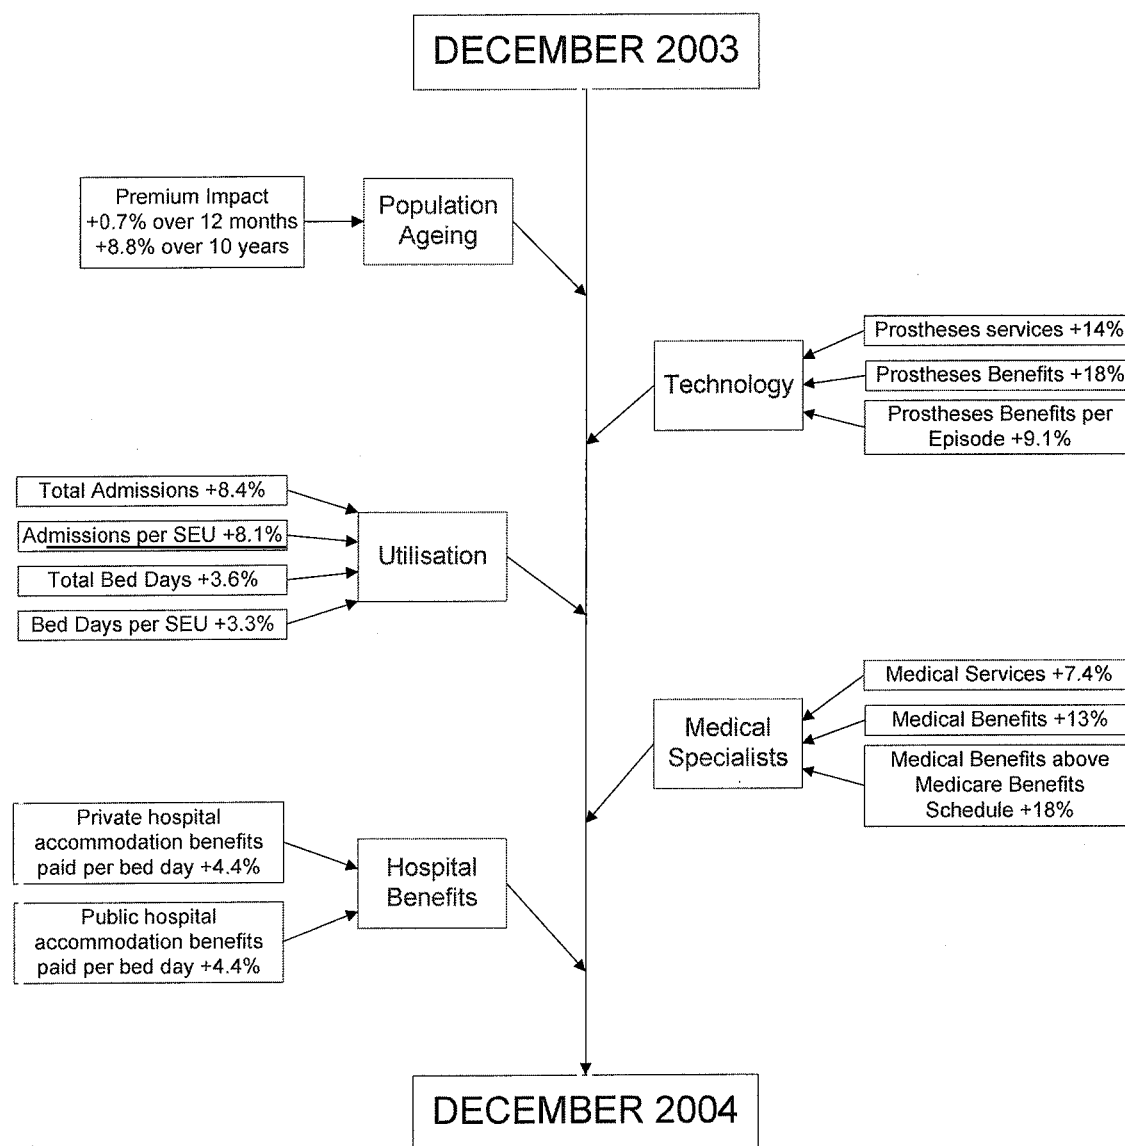 DECEMBER 2003
Premium Impact
+0.7% over 12 months
+8.8% over 10 years
Population
Ageing
Prostheses services +14%
Technology
Prostheses Benefits +18%
Prostheses Benefits per
Episode +9.1%
Total Admissions +8.4%
Admissions per SEU +8.1%
Utilisation
Total Bed Days +3.6%
Bed Days per SEU +3.3%
Medical Services +7.4%
Medical
Specialists
Medical Benefits +13%
Medical Benefits above
Medicare Benefits
Schedule +18%
Private hospital
accommodation benefits
paid per bed day +4.4%
Hospital
Benefits
Public hospital
accommodation benefits
paid per bed day +4.4%
DECEMBER 2004